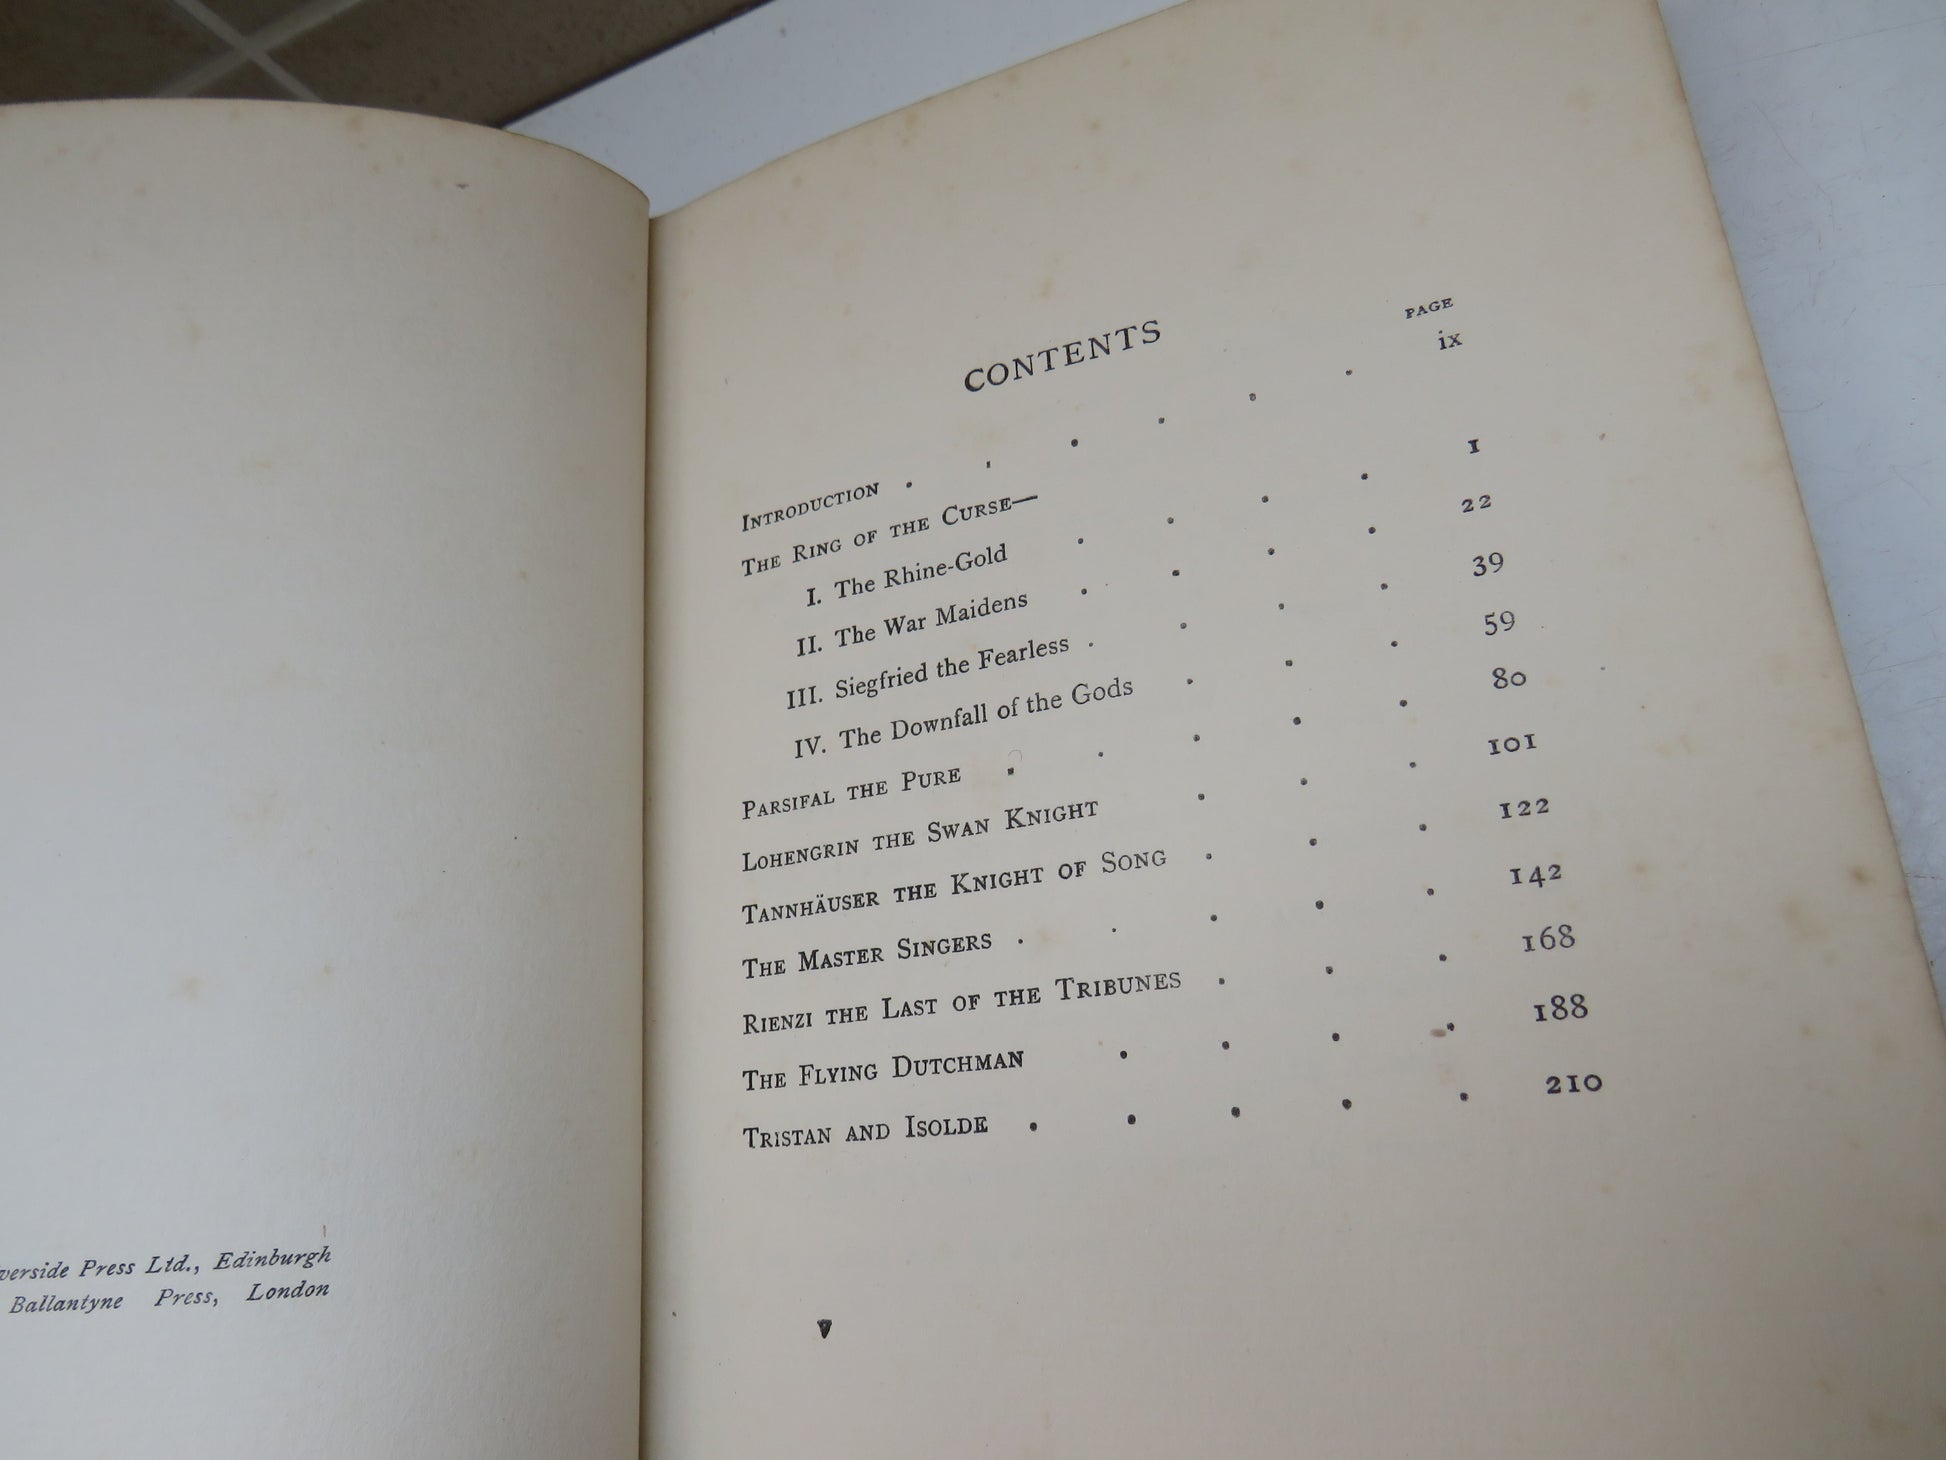 verside Press Ltd., Edinburgh
Ballantyne Press, London
CONTENTS
PAGE
INTRODUCTION . . . . . . ix
THE RING OF THE CURSE—
I. The Rhine-Gold . . . . 1
II. The War Maidens . . . . 22
III. Siegfried the Fearless . . . . 39
IV. The Downfall of the Gods . . . 59
PARSIFAL THE PURE . . . . . 80
LOHENGRIN THE SWAN KNIGHT . . . 101
TANNHÄUSER THE KNIGHT OF SONG . . . 122
THE MASTER SINGERS . . . . . 142
RIENZI THE LAST OF THE TRIBUNES . . . 168
THE FLYING DUTCHMAN . . . . 188
TRISTAN AND ISOLDE . . . . . 210
v